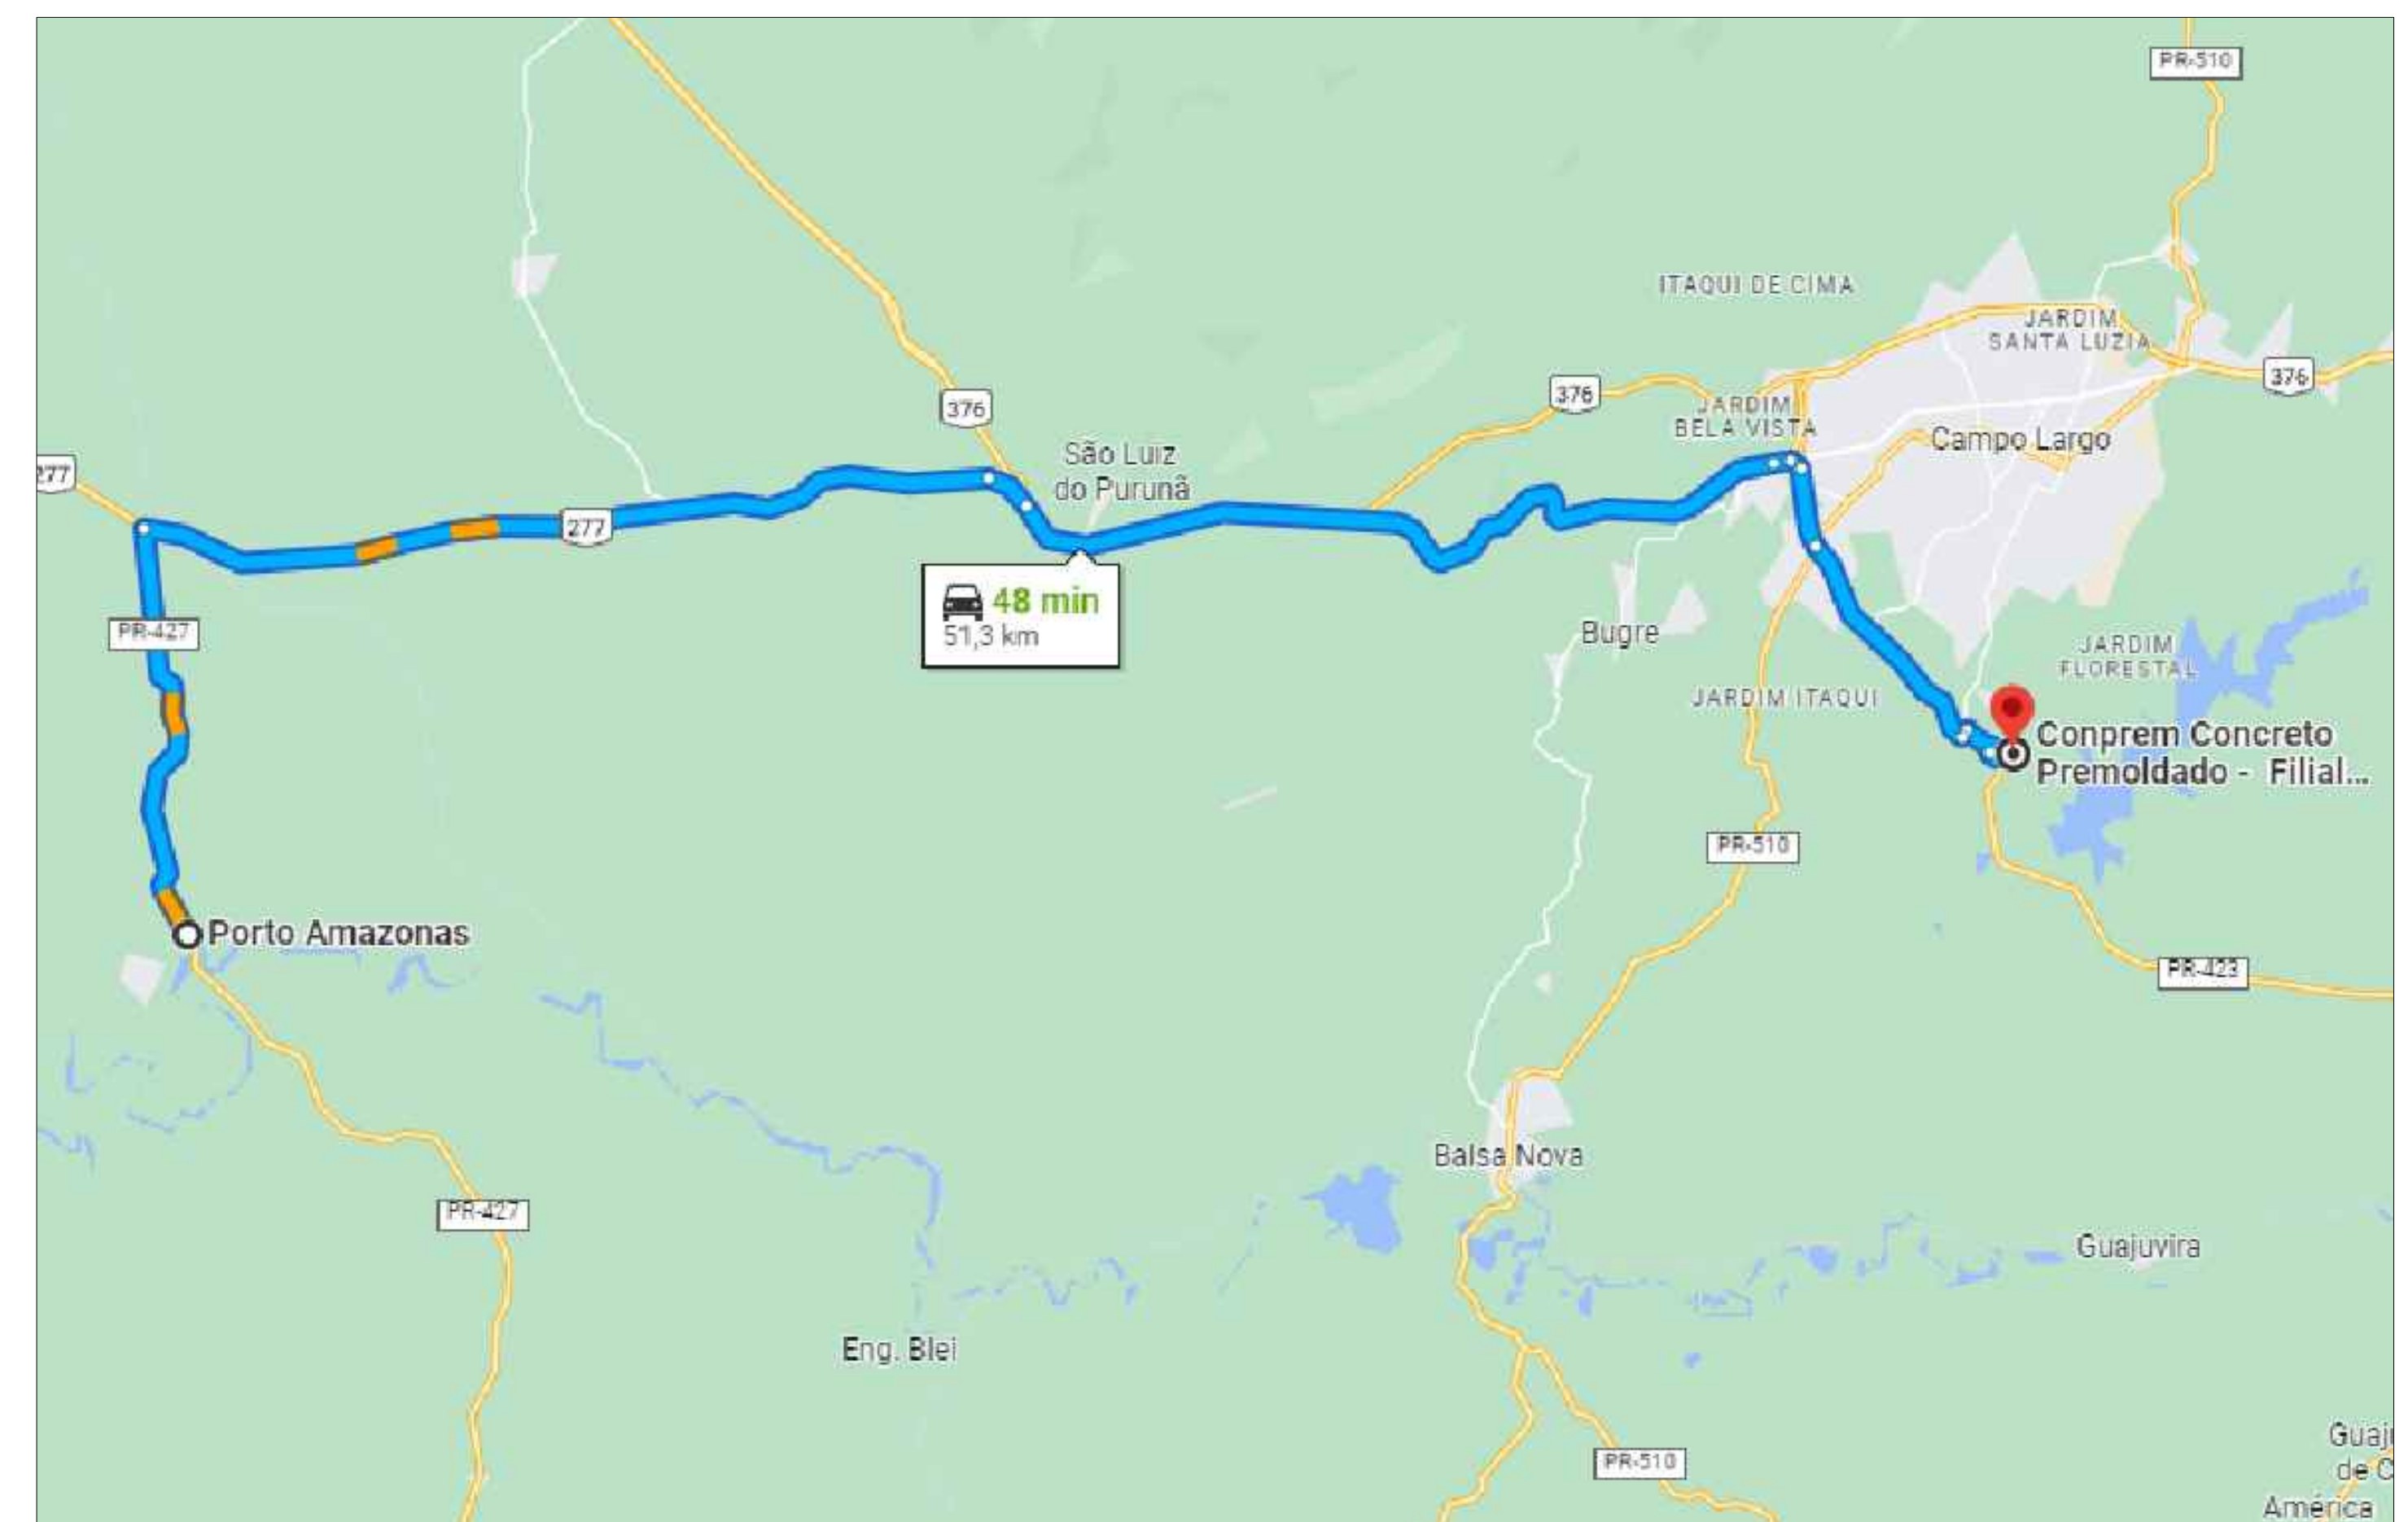 PR-510
ITAQUI DE CIMA
JARDIM
SANTA LUZIA
376
376
376
JARDIM
BELA VISTA
Campo Largo
São Luiz
do Purunã
277
277
48 min
51,3 km
PR-427
Bugre
JARDIM
FLORESTAL
JARDIM ITAQUI
Conprem Concreto
Premoldado - Filial...
PR-510
Porto Amazonas
PR-423
Balsa Nova
PR-427
Guajuvira
Eng. Blei
Guaj
de C
PR-510
América